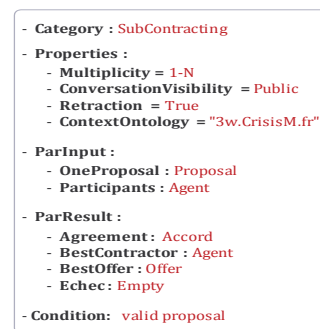 - Category : SubContracting
- Properties :
- Multiplicity = 1-N
- ConversationVisibility = Public
- Retraction = True
- ContextOntology = "3w.CrisisM.fr"
- ParInput :
- OneProposal : Proposal
- Participants : Agent
- ParResult :
- Agreement : Accord
- BestContractor : Agent
- BestOffer : Offer
- Echec : Empty
- Condition: valid proposal